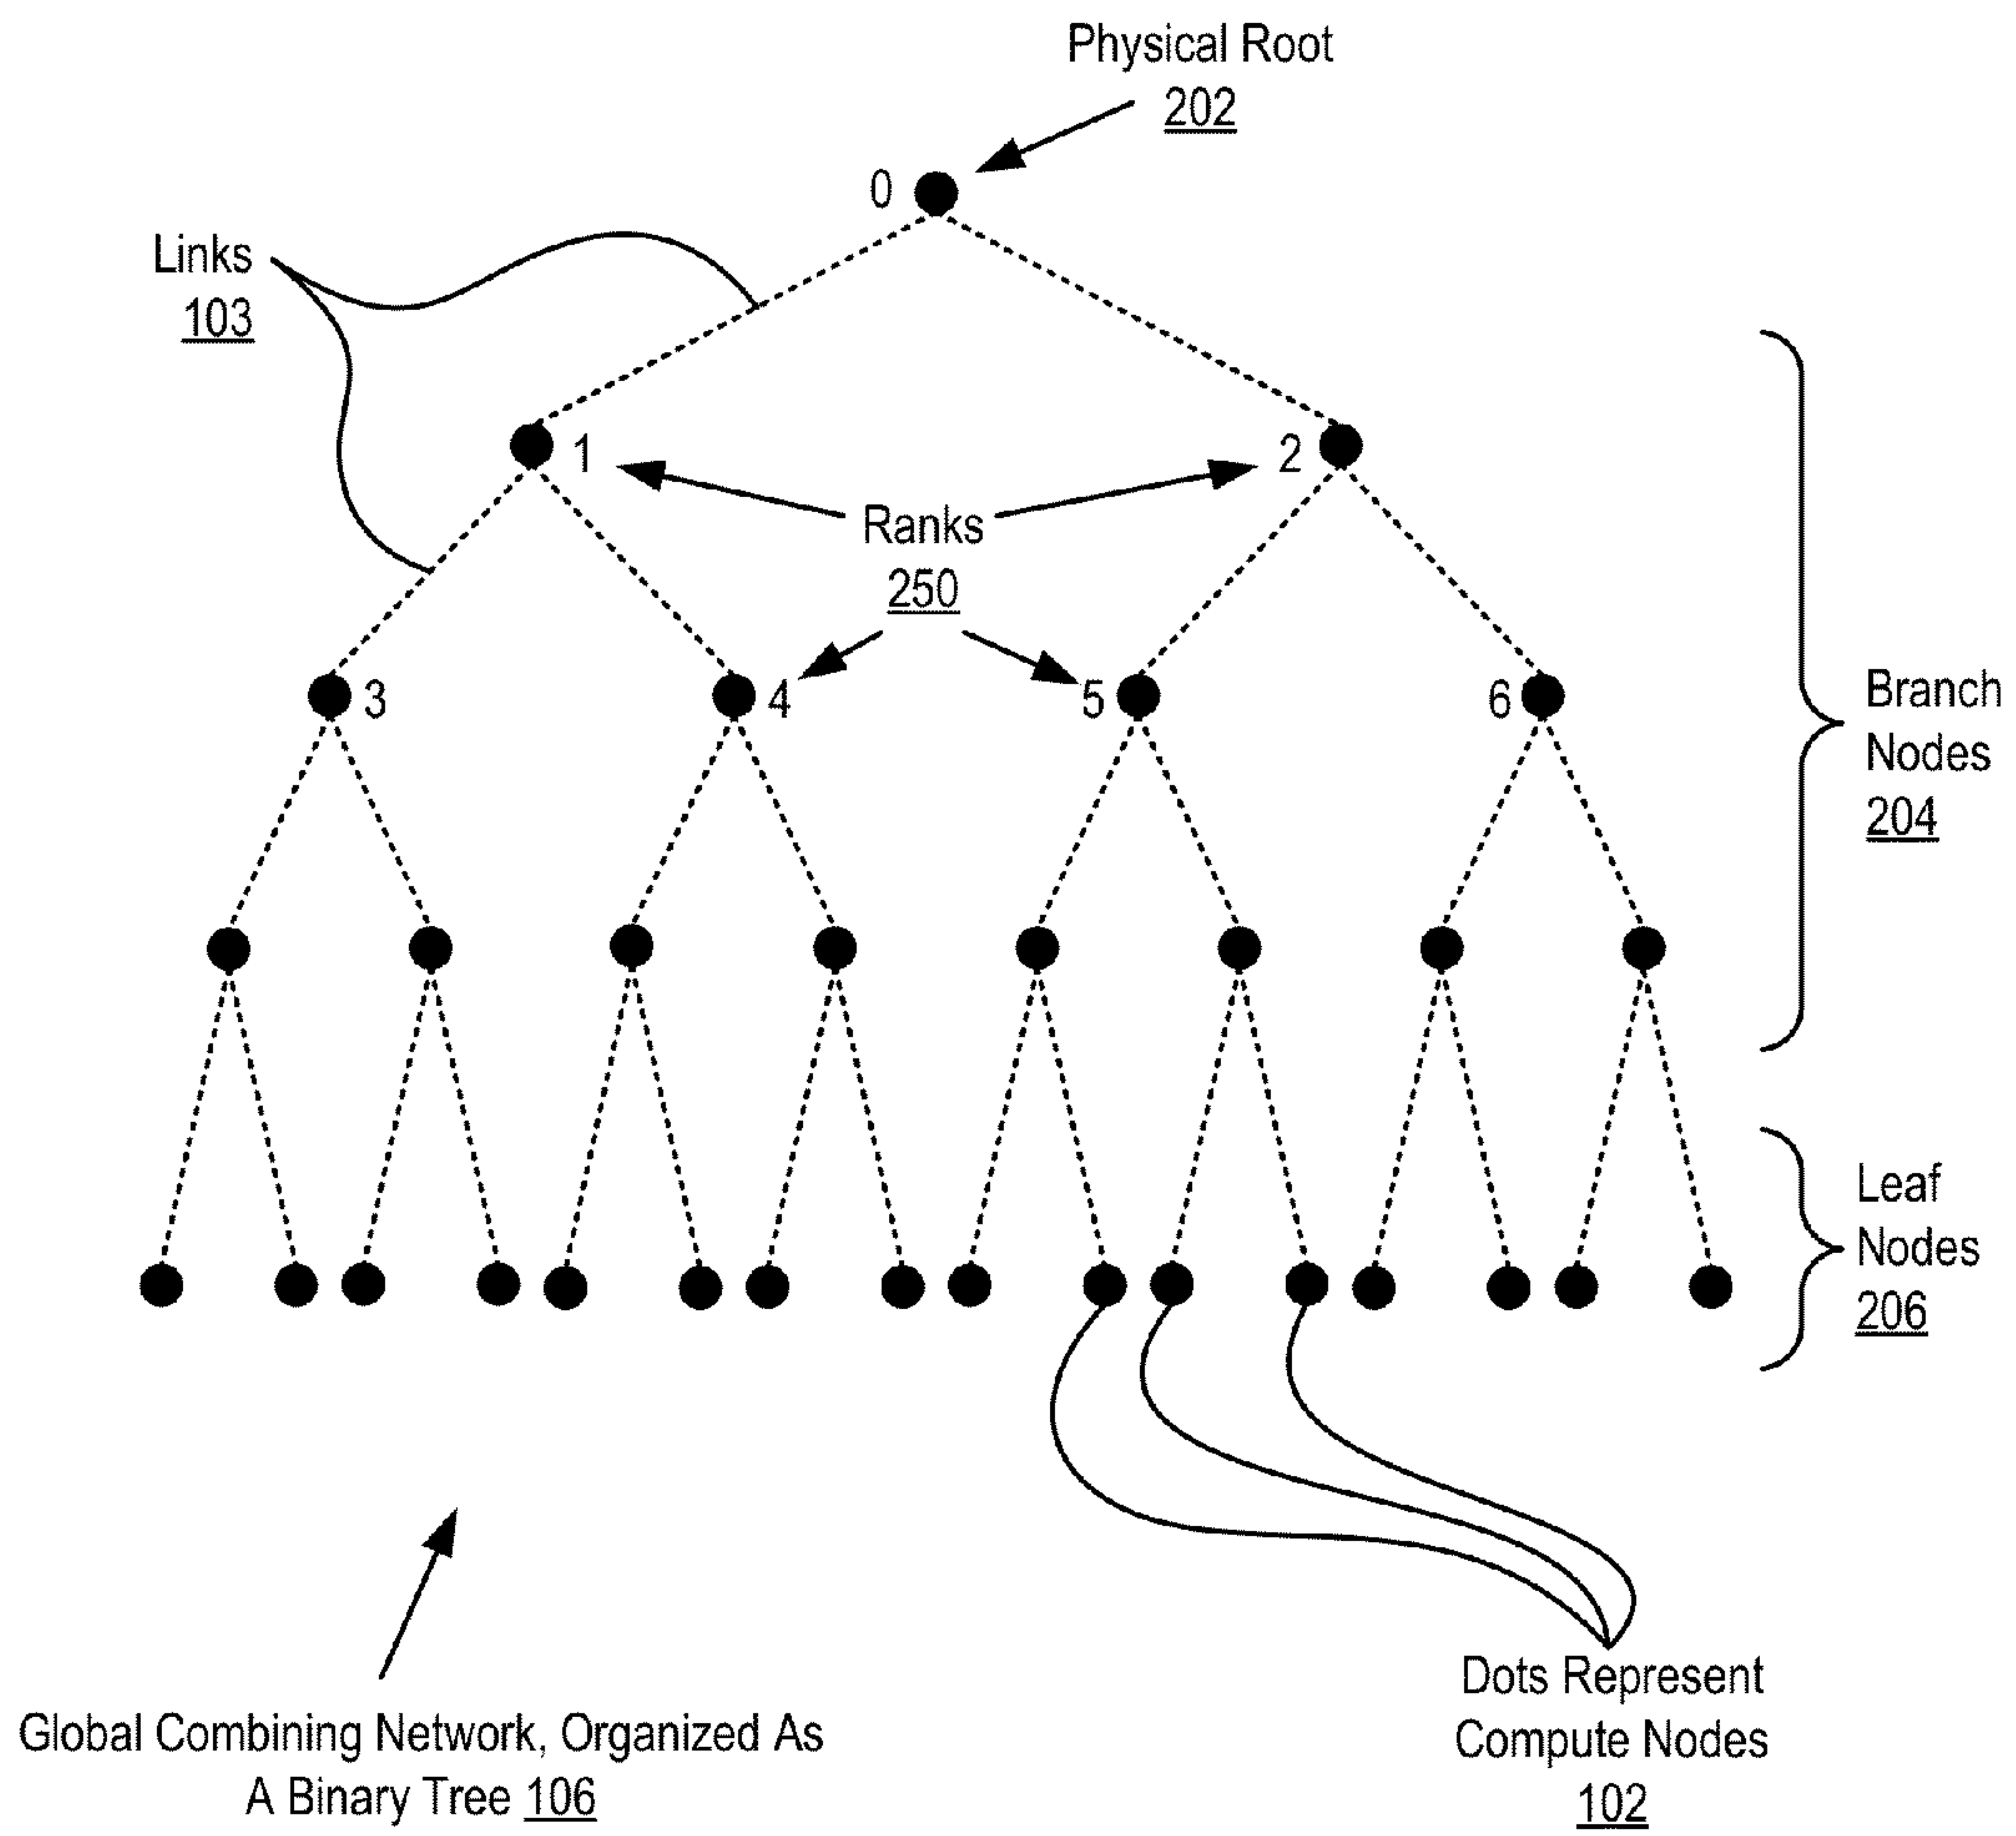 Physical Root
202
0
Links
103
1
2
Ranks
250
3
4
5
6
Branch
Nodes
204
Leaf
Nodes
206
Dots Represent
Compute Nodes
102
Global Combining Network, Organized As
A Binary Tree 106